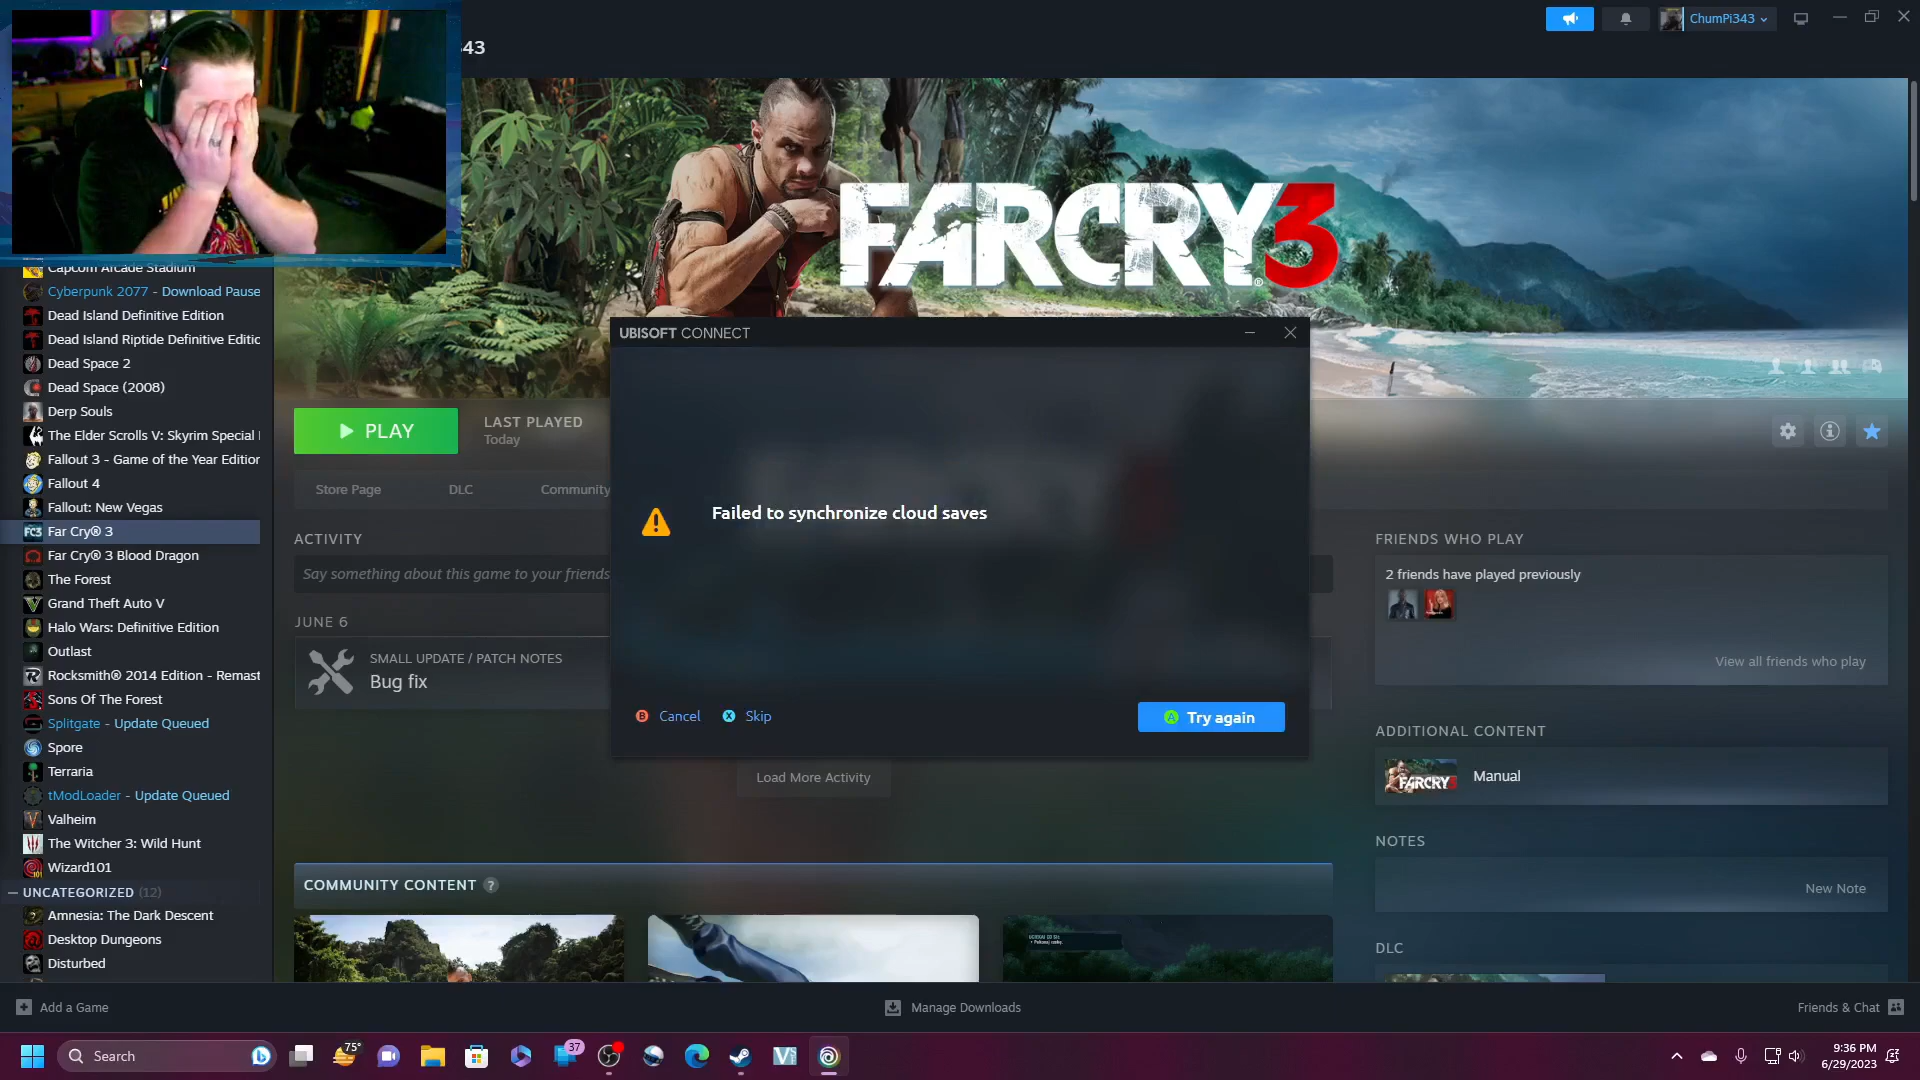 ChumPi343
343
FARCRY3
Capcom Arcade Stadium
Cyberpunk 2077 - Download Pause
Dead Island Definitive Edition
Dead Island Riptide Definitive Editic
Dead Space 2
Dead Space (2008)
Derp Souls
The Elder Scrolls V: Skyrim Special
Fallout 3 - Game of the Year Edition
Fallout 4
Fallout: New Vegas
FC3 Far Cry® 3
Far Cry® 3 Blood Dragon
The Forest
Grand Theft Auto V
Halo Wars: Definitive Edition
Outlast
Rocksmith® 2014 Edition - Remast
Sons Of The Forest
Splitgate - Update Queued
Spore
Terraria
tModLoader - Update Queued
Valheim
The Witcher 3: Wild Hunt
Wizard101
UNCATEGORIZED (12)
Amnesia: The Dark Descent
Desktop Dungeons
Disturbed
PLAY
LAST PLAYED
Today
Store Page
DLC
Community
ACTIVITY
Say something about this game to your friends
JUNE 6
SMALL UPDATE / PATCH NOTES
Bug fix
UBISOFT CONNECT
Failed to synchronize cloud saves
B Cancel
X Skip
A Try again
Load More Activity
COMMUNITY CONTENT ?
FRIENDS WHO PLAY
2 friends have played previously
View all friends who play
ADDITIONAL CONTENT
FARCRY3
Manual
NOTES
New Note
DLC
Add a Game
Manage Downloads
Friends & Chat
Search
75°
37
9:36 PM
6/29/2023